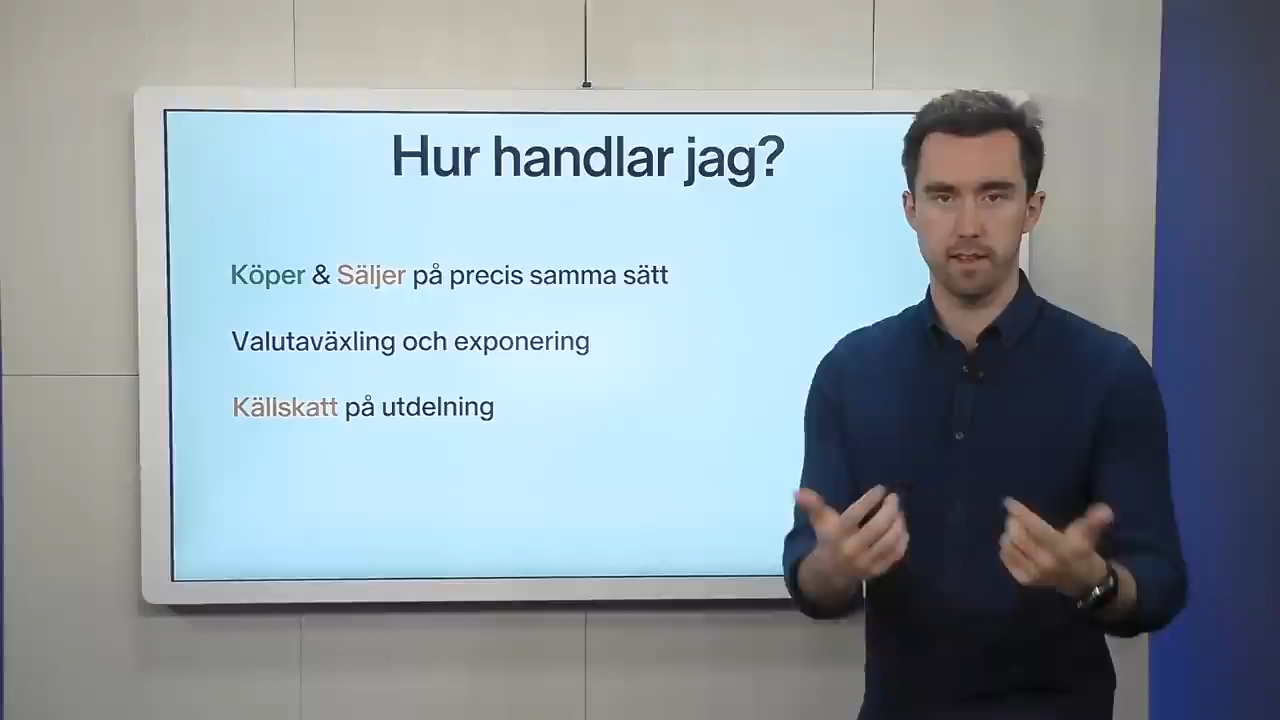 Hur handlar jag?
Köper & Säljer på precis samma sätt
Valutaväxling och exponering
Källskatt på utdelning